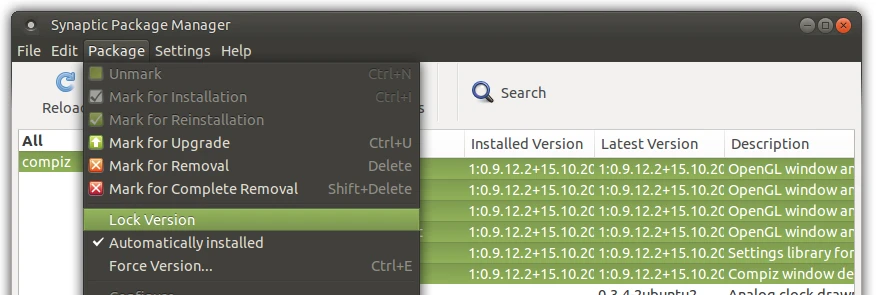 Synaptic Package Manager
File Edit Package Settings Help
Unmark Ctrl+N
Mark for Installation Ctrl+I
Mark for Reinstallation
Mark for Upgrade Ctrl+U
Mark for Removal Delete
Mark for Complete Removal Shift+Delete
Lock Version
Automatically installed
Force Version... Ctrl+E
Reload
Search
All
compiz
Installed Version Latest Version Description
1:0.9.12.2+15.10.20 1:0.9.12.2+15.10.20 OpenGL window an
1:0.9.12.2+15.10.20 1:0.9.12.2+15.10.20 OpenGL window an
1:0.9.12.2+15.10.20 1:0.9.12.2+15.10.20 OpenGL window an
1:0.9.12.2+15.10.20 1:0.9.12.2+15.10.20 OpenGL window an
1:0.9.12.2+15.10.20 1:0.9.12.2+15.10.20 Settings library for
1:0.9.12.2+15.10.20 1:0.9.12.2+15.10.20 Compiz window de